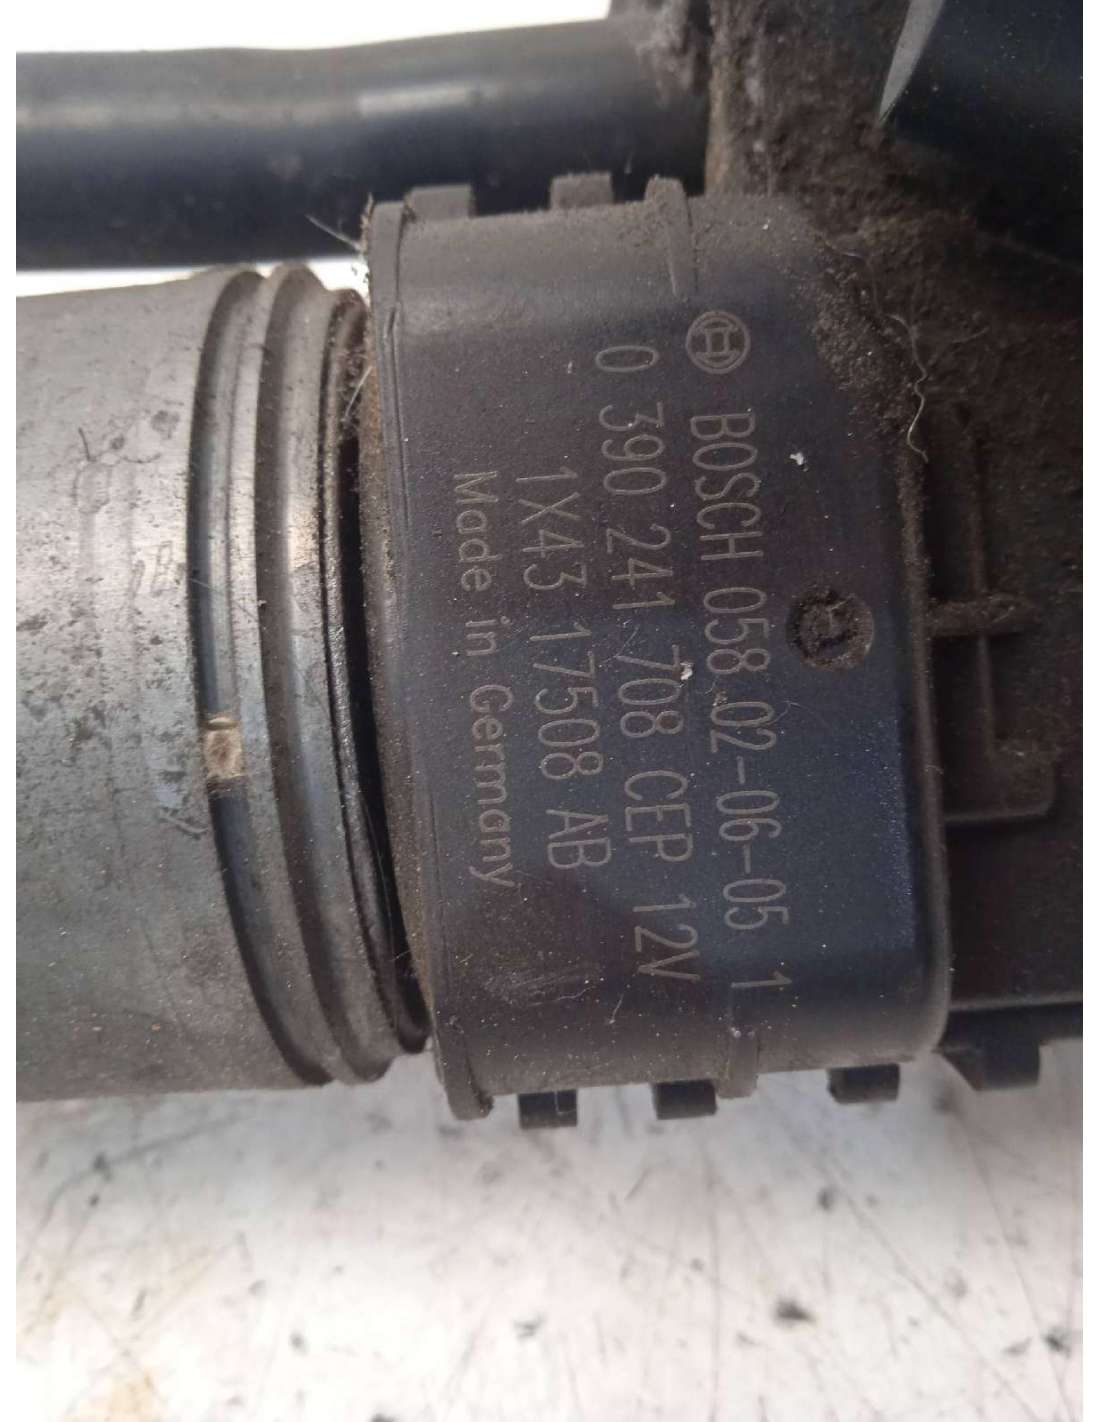 BOSCH 058 02-06-05 1
0 390 241 708 CEP 12V
1X43 17508 AB
Made in Germany